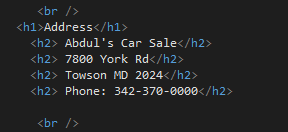 <br />
<h1>Address</h1>
<h2> Abdul's Car Sale</h2>
<h2> 7800 York Rd</h2>
<h2> Towson MD 2024</h2>
<h2> Phone: 342-370-0000</h2>
<br />